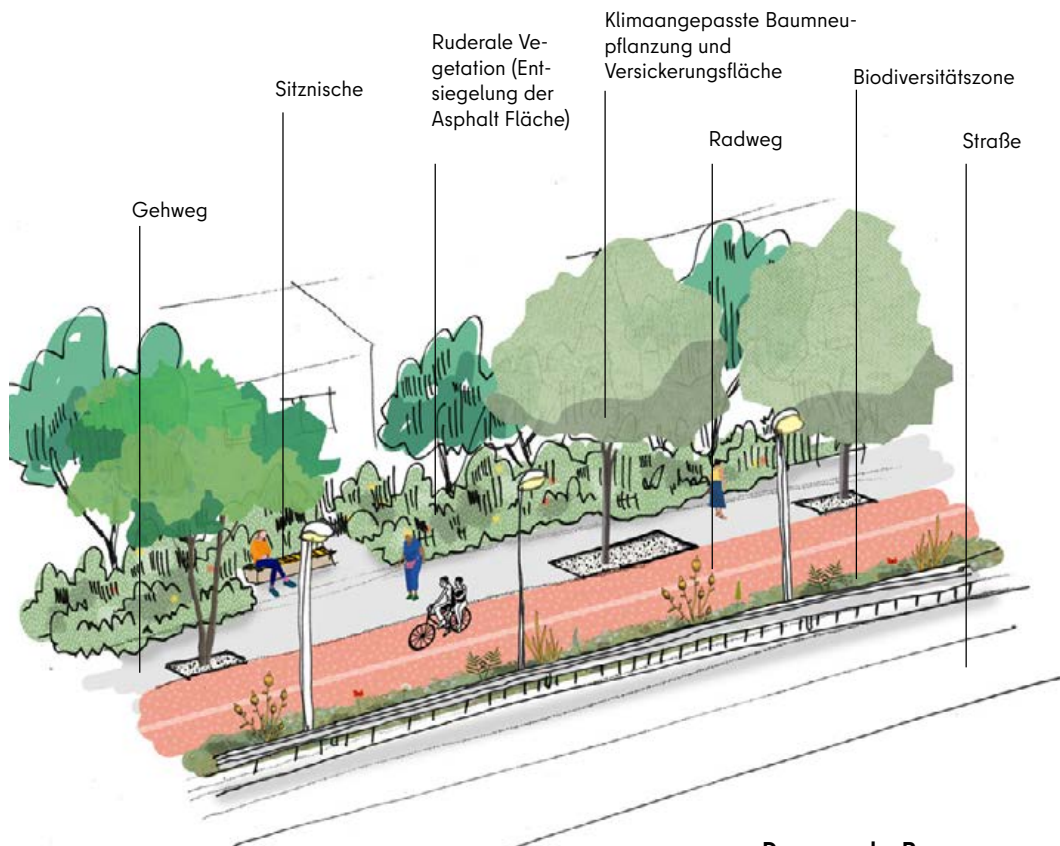 Klimaangepasste Baumneu-
pflanzung und
Versickerungsfläche
Ruderale Ve-
getation (Ent-
siegelung der
Asphalt Fläche)
Sitznische
Biodiversitätszone
Radweg
Straße
Gehweg